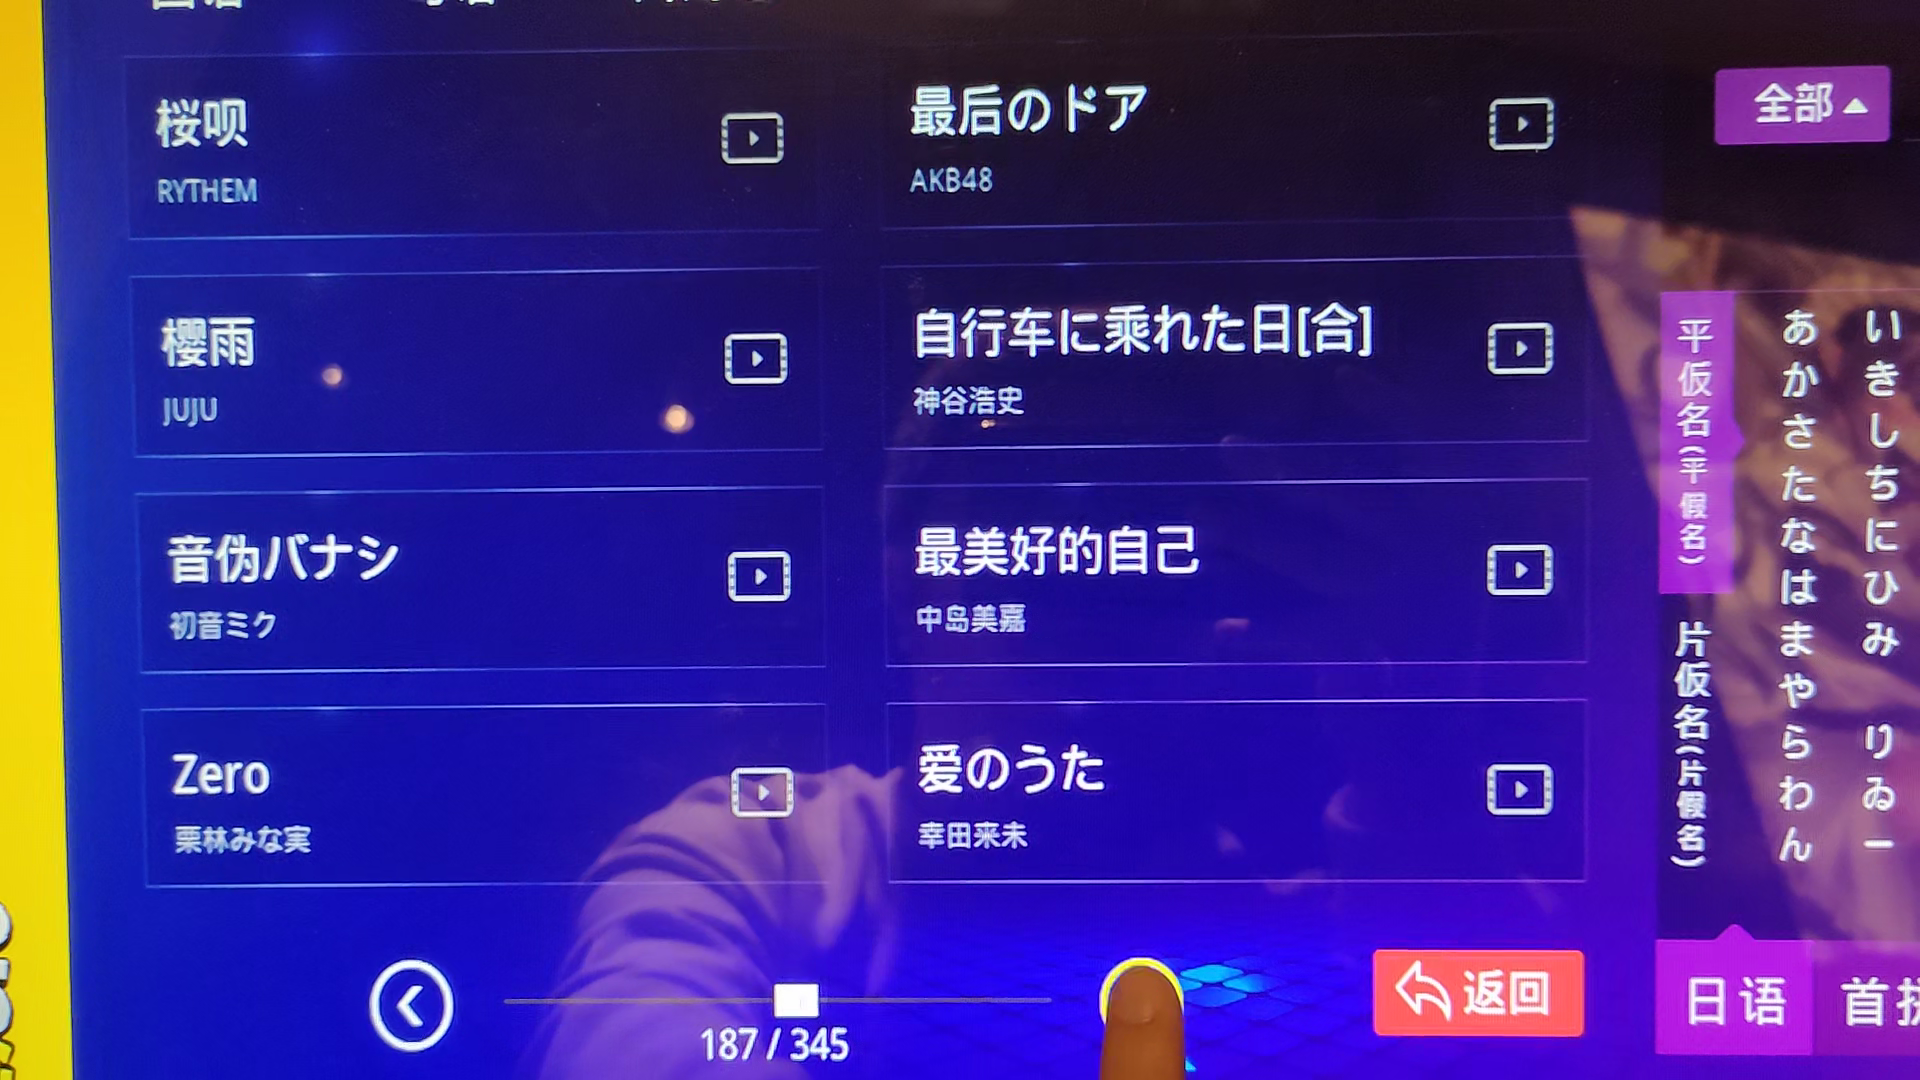 桜呗
RYTHEM
最后のドア
AKB48
櫻雨
JUJU
自行车に乘れた日[合]
神谷浩史
音伪バナシ
初音ミク
最美好的自己
中岛美嘉
Zero
栗林みな実
爱のうた
幸田来未
187 / 345
返回
全部
平仮名(平假名)
片仮名(片假名)
あかさたなはまやらわん
いきしちにひみ りゐー
日语
首